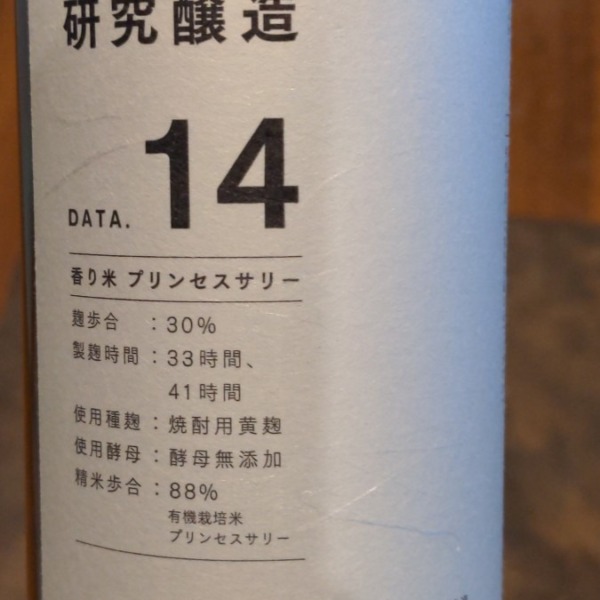 研究醸造
DATA. 14
香り米 プリンセスサリー
麹歩合 : 30%
製麹時間 : 33時間、
41時間
使用種麹 : 焼酎用黄麹
使用酵母 : 酵母無添加
精米歩合 : 88%
有機栽培米
プリンセスサリー